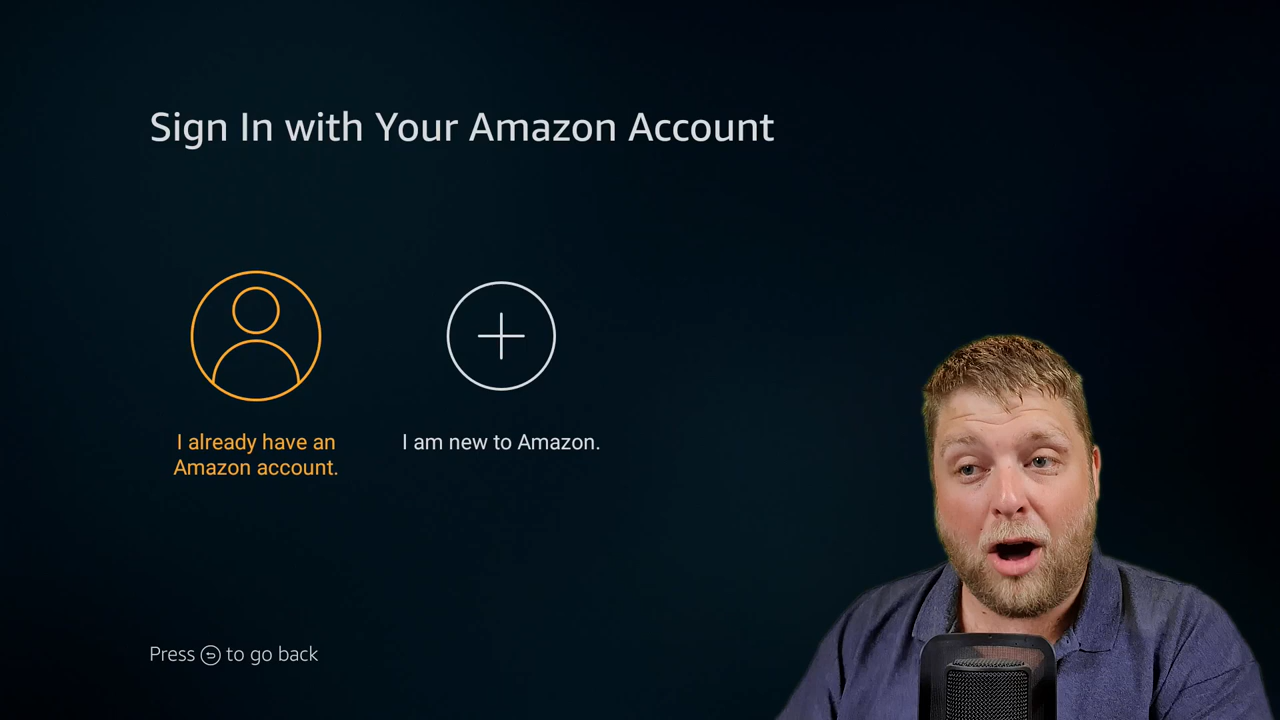 Sign In with Your Amazon Account
I already have an
Amazon account.
I am new to Amazon.
Press to go back